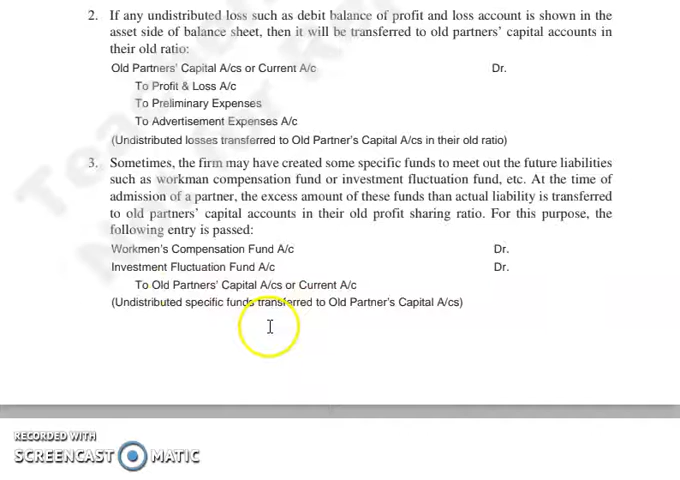 2. If any undistributed loss such as debit balance of profit and loss account is shown in the
asset side of balance sheet, then it will be transferred to old partners' capital accounts in
their old ratio:
Old Partners' Capital A/cs or Current A/c Dr.
To Profit & Loss A/c
To Preliminary Expenses
To Advertisement Expenses A/c
(Undistributed losses transferred to Old Partner's Capital A/cs in their old ratio)
3. Sometimes, the firm may have created some specific funds to meet out the future liabilities
such as workman compensation fund or investment fluctuation fund, etc. At the time of
admission of a partner, the excess amount of these funds than actual liability is transferred
to old partners' capital accounts in their old profit sharing ratio. For this purpose, the
following entry is passed:
Workmen's Compensation Fund A/c Dr.
Investment Fluctuation Fund A/c Dr.
To Old Partners' Capital A/cs or Current A/c
(Undistributed specific funds transferred to Old Partner's Capital A/cs)
RECORDED WITH
SCREENCAST MATIC